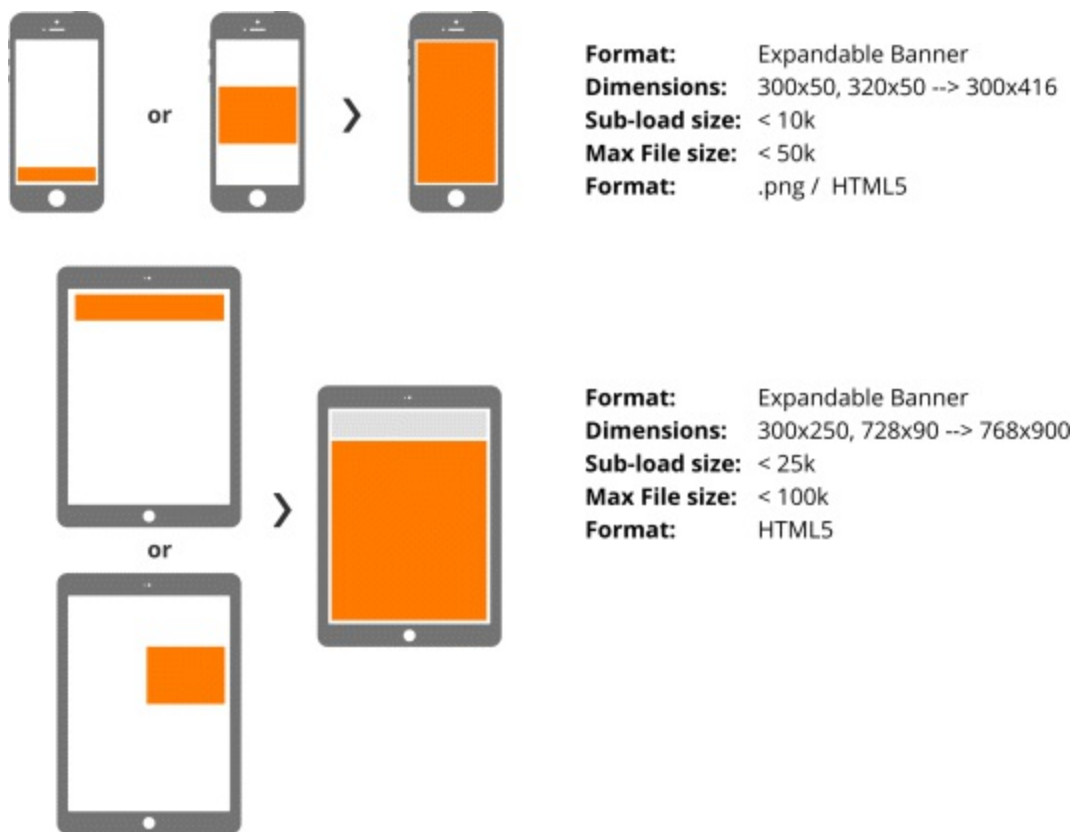 or
Format: Expandable Banner
Dimensions: 300x50, 320x50 --> 300x416
Sub-load size: < 10k
Max File size: < 50k
Format: .png / HTML5
or
Format: Expandable Banner
Dimensions: 300x250, 728x90 --> 768x900
Sub-load size: < 25k
Max File size: < 100k
Format: HTML5